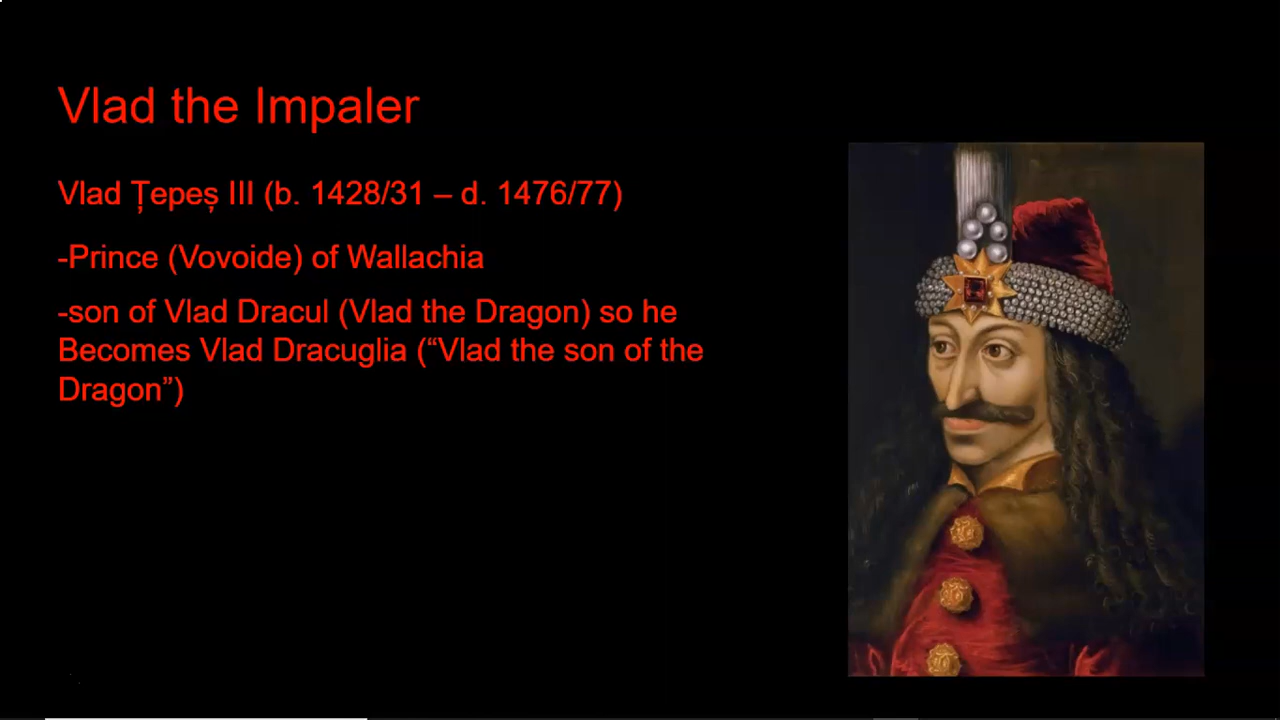 Vlad the Impaler
Vlad Țepeș III (b. 1428/31 – d. 1476/77)
-Prince (Vovoide) of Wallachia
-son of Vlad Dracul (Vlad the Dragon) so he
Becomes Vlad Dracuglia (“Vlad the son of the
Dragon”)